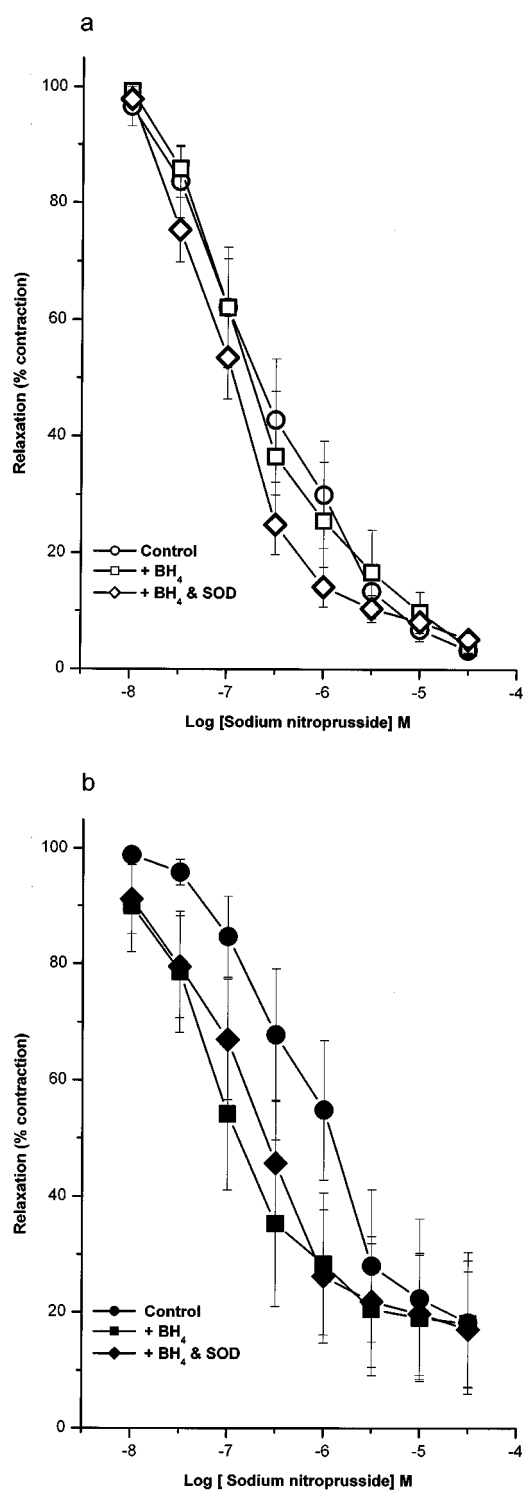 a
100
80
60
40
20
0
Relaxation (% contraction)
Control
+ BH4
+ BH4 & SOD
-8 -7 -6 -5 -4
Log [Sodium nitroprusside] M
b
100
80
60
40
20
0
Relaxation (% contraction)
Control
+ BH4
+ BH4 & SOD
-8 -7 -6 -5 -4
Log [ Sodium nitroprusside] M